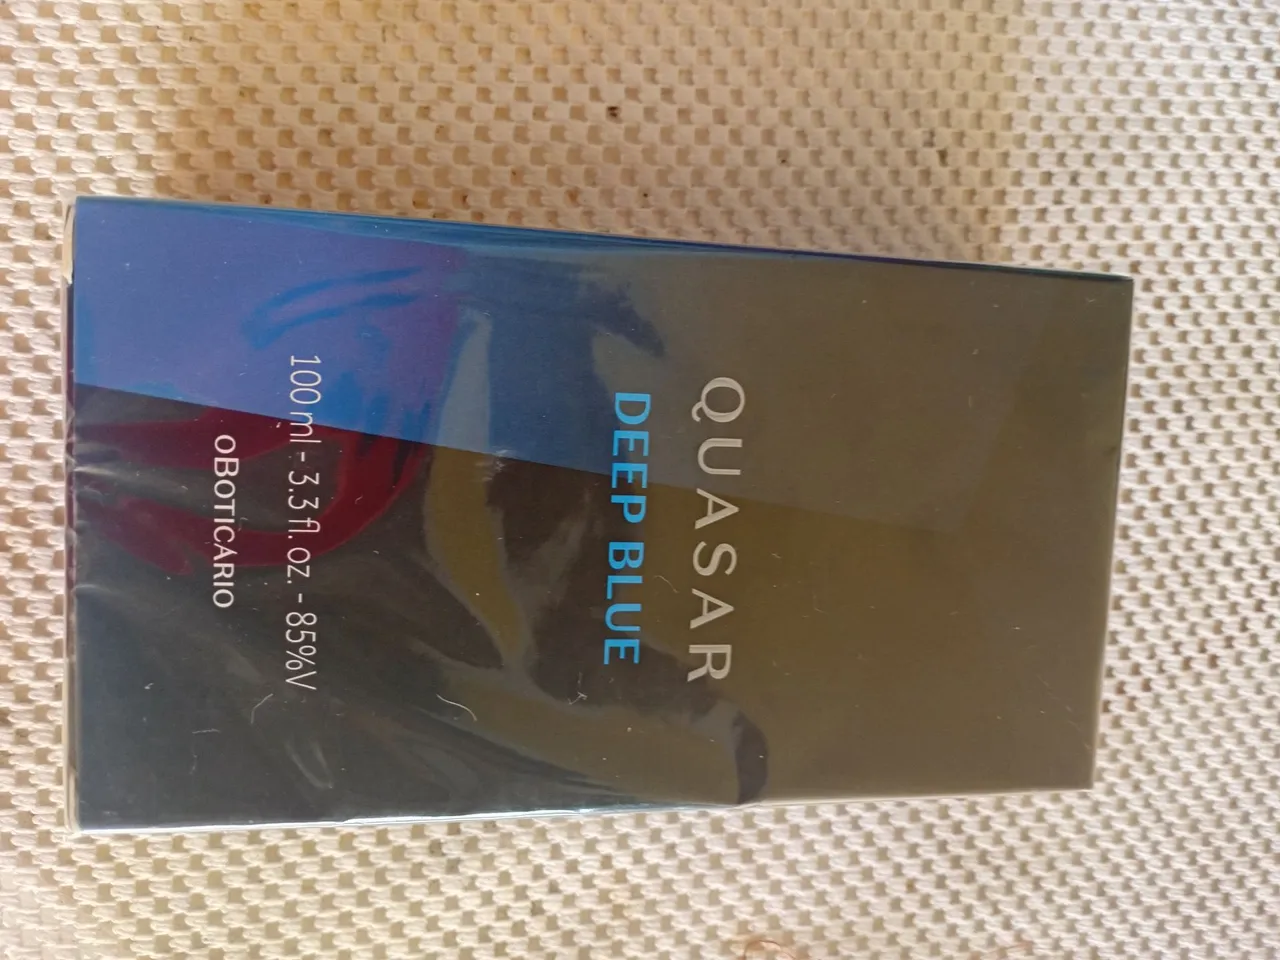 QUASAR
DEEP BLUE
100 ml - 3.3 fl. oz. - 85%V
oBOTICÁRIO